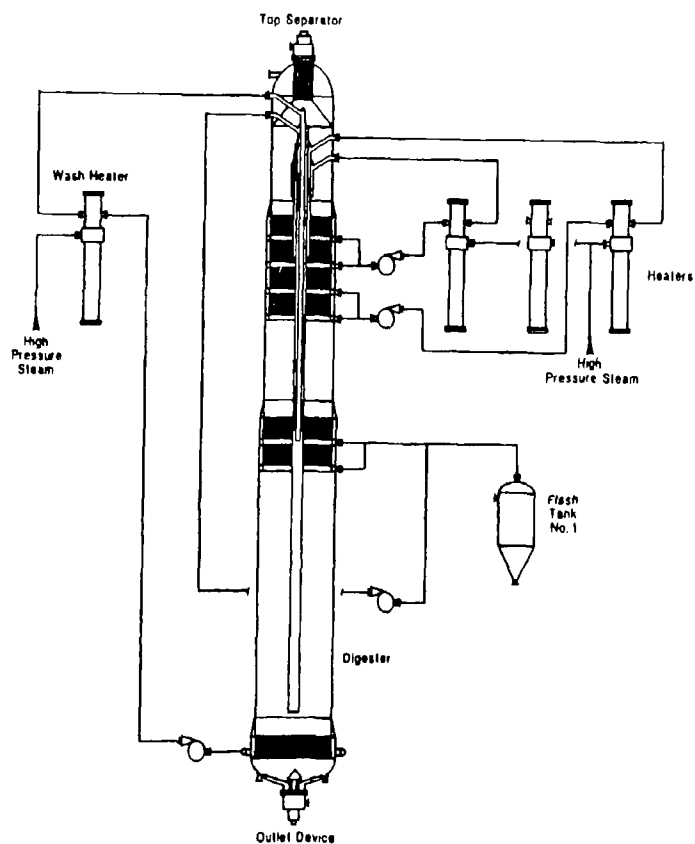 Top Separator
Wash Heater
Heaters
High
Pressure Steam
High
Pressure
Steam
Flash
Tank
No. 1
Digester
Outlet Device